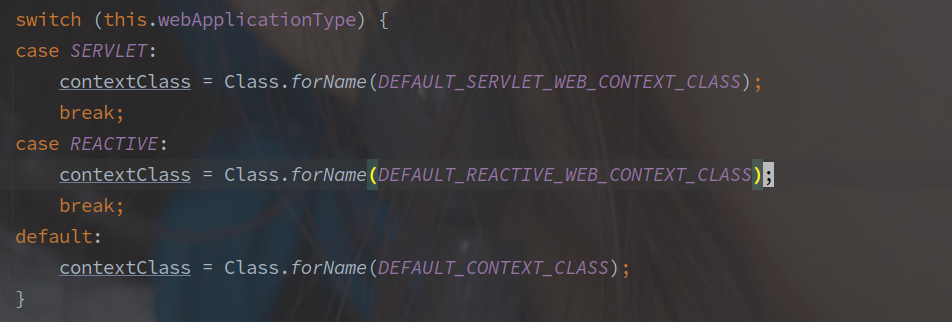 switch (this.webApplicationType) {
case SERVLET:
    contextClass = Class.forName(DEFAULT_SERVLET_WEB_CONTEXT_CLASS);
    break;
case REACTIVE:
    contextClass = Class.forName(DEFAULT_REACTIVE_WEB_CONTEXT_CLASS);
    break;
default:
    contextClass = Class.forName(DEFAULT_CONTEXT_CLASS);
}